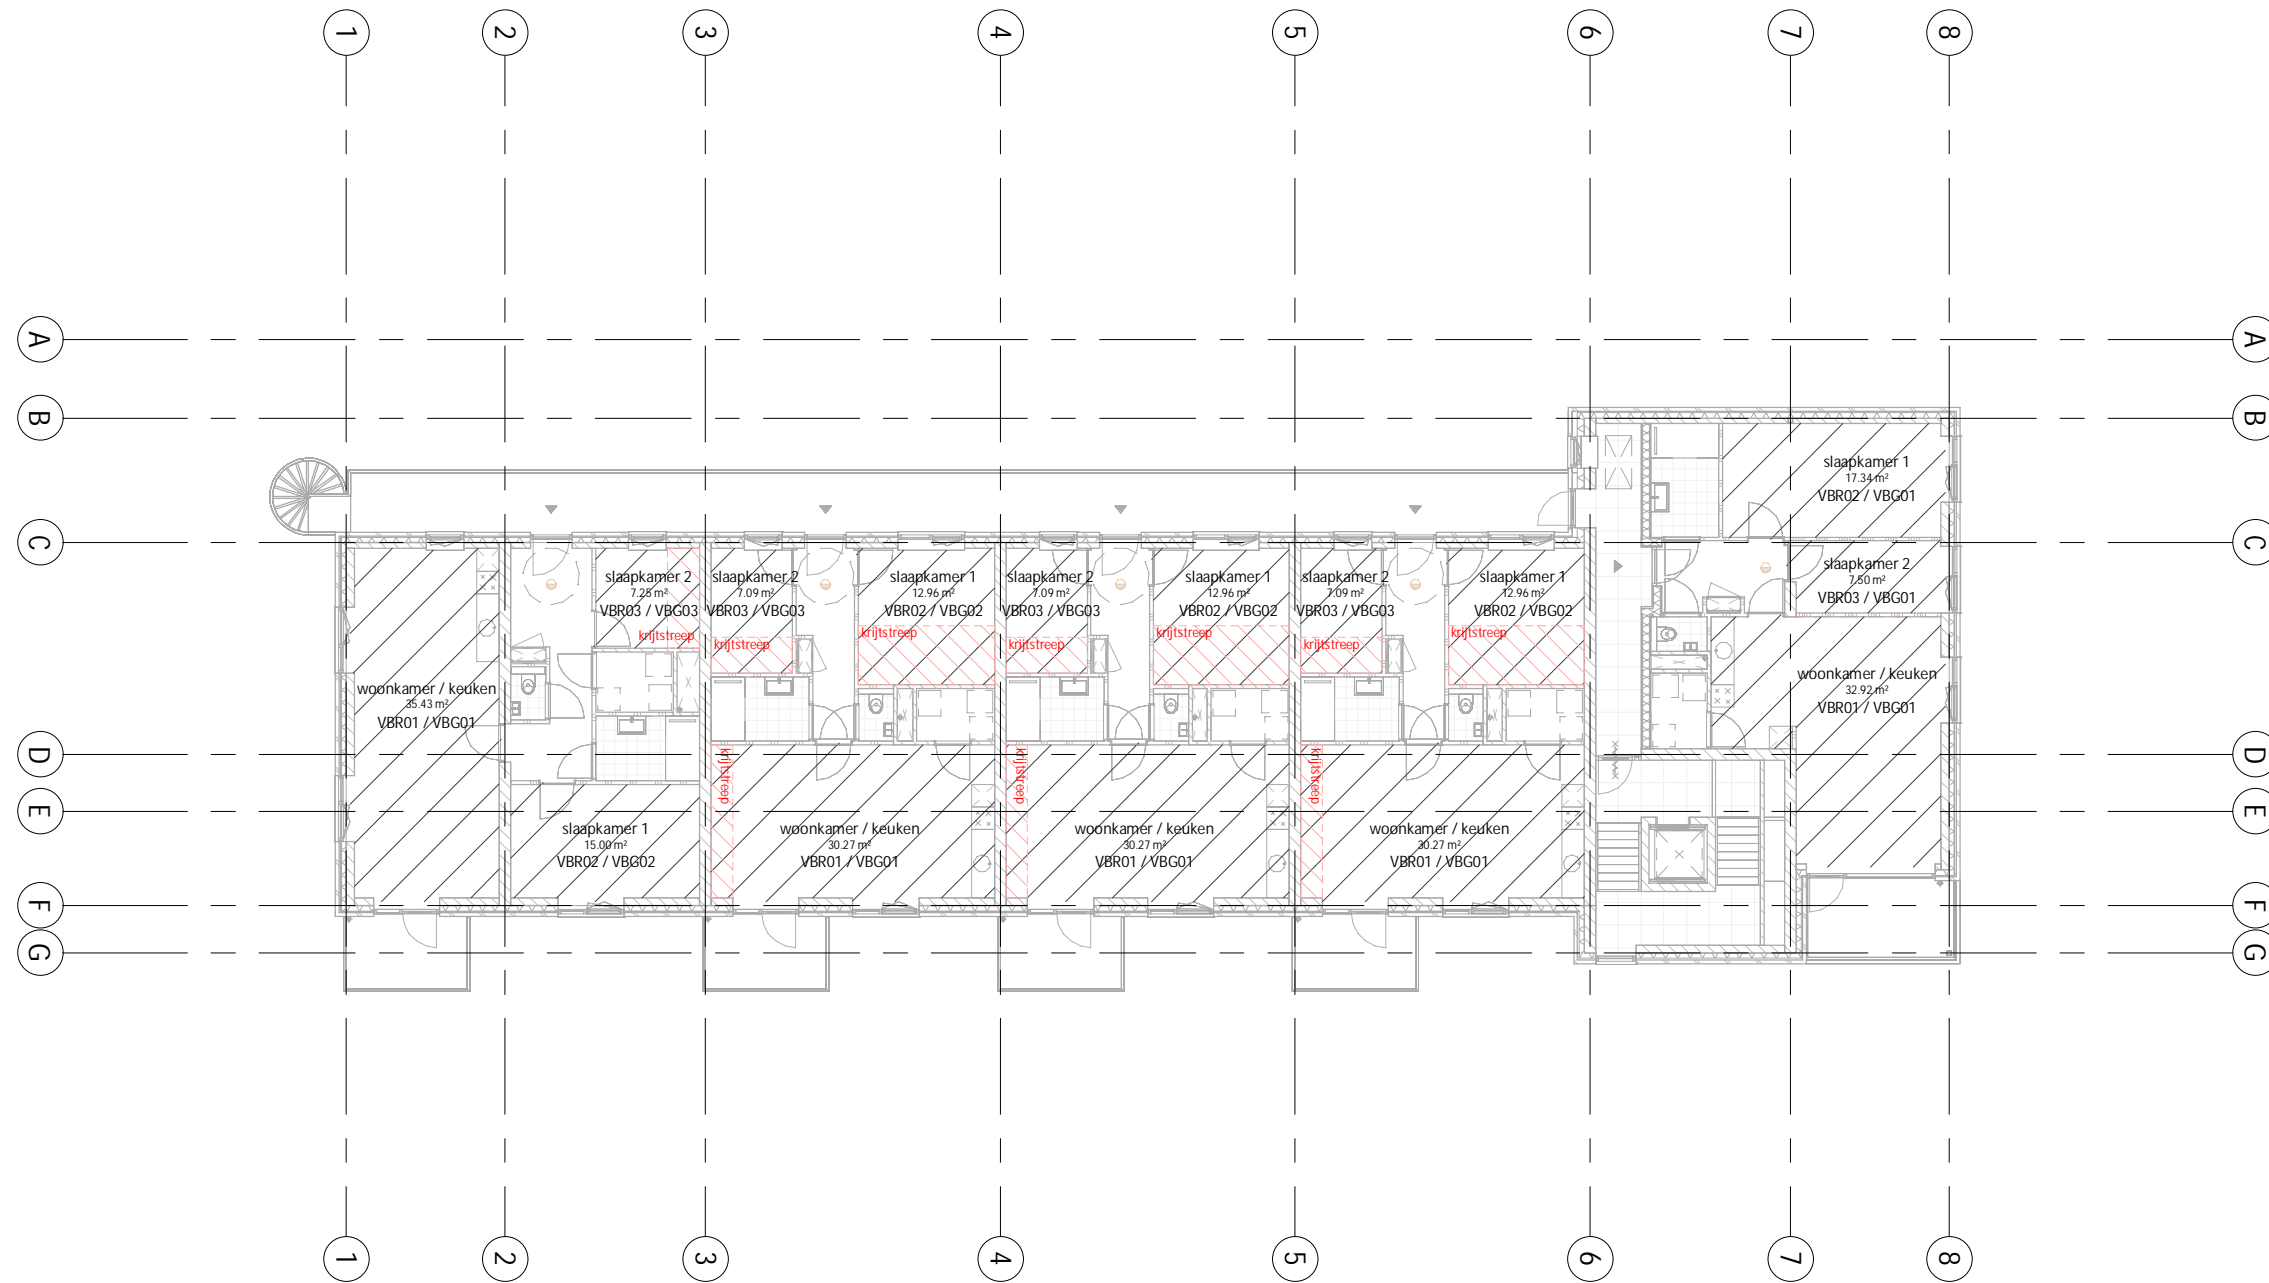 1
2
3
4
5
6
7
8
A
A
B
B
slaapkamer 1
17.34 m²
VBR02 / VBG01
C
C
slaapkamer 2
7.25 m²
VBR03 / VBG03
krijtstreep
slaapkamer 2
7.09 m²
VBR03 / VBG03
krijtstreep
slaapkamer 1
12.96 m²
VBR02 / VBG02
krijtstreep
slaapkamer 2
7.09 m²
VBR03 / VBG03
krijtstreep
slaapkamer 1
12.96 m²
VBR02 / VBG02
krijtstreep
slaapkamer 2
7.09 m²
VBR03 / VBG03
krijtstreep
slaapkamer 1
12.96 m²
VBR02 / VBG02
krijtstreep
slaapkamer 2
7.50 m²
VBR03 / VBG01
woonkamer / keuken
35.43 m²
VBR01 / VBG01
woonkamer / keuken
32.92 m²
VBR01 / VBG01
D
D
krijtstreep
krijtstreep
krijtstreep
E
E
slaapkamer 1
15.00 m²
VBR02 / VBG02
woonkamer / keuken
30.27 m²
VBR01 / VBG01
woonkamer / keuken
30.27 m²
VBR01 / VBG01
woonkamer / keuken
30.27 m²
VBR01 / VBG01
F
F
G
G
1
2
3
4
5
6
7
8